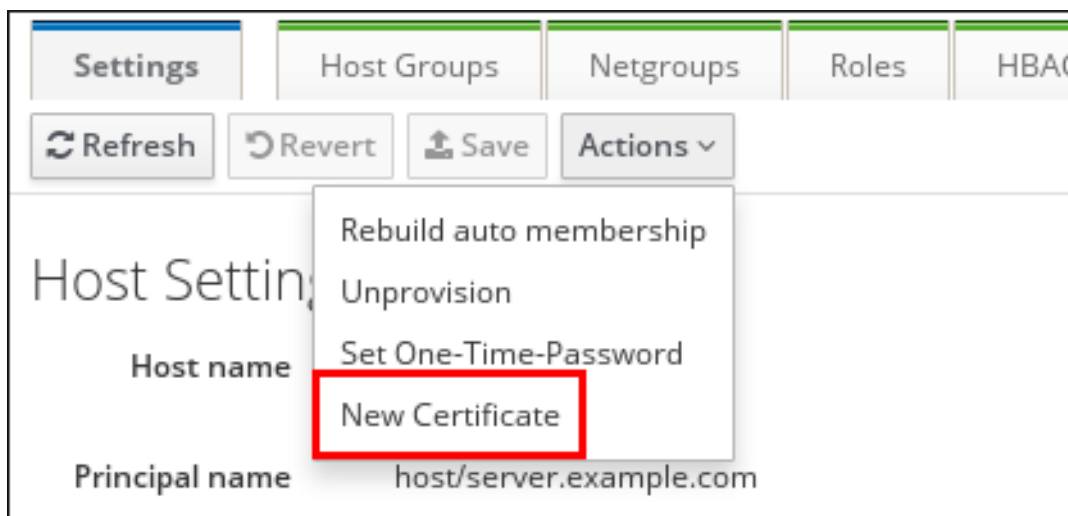 Settings Host Groups Netgroups Roles HBAC
Refresh Revert Save Actions
Rebuild auto membership
Host Settin
Unprovision
Set One-Time-Password
Host name
New Certificate
Principal name host/server.example.com